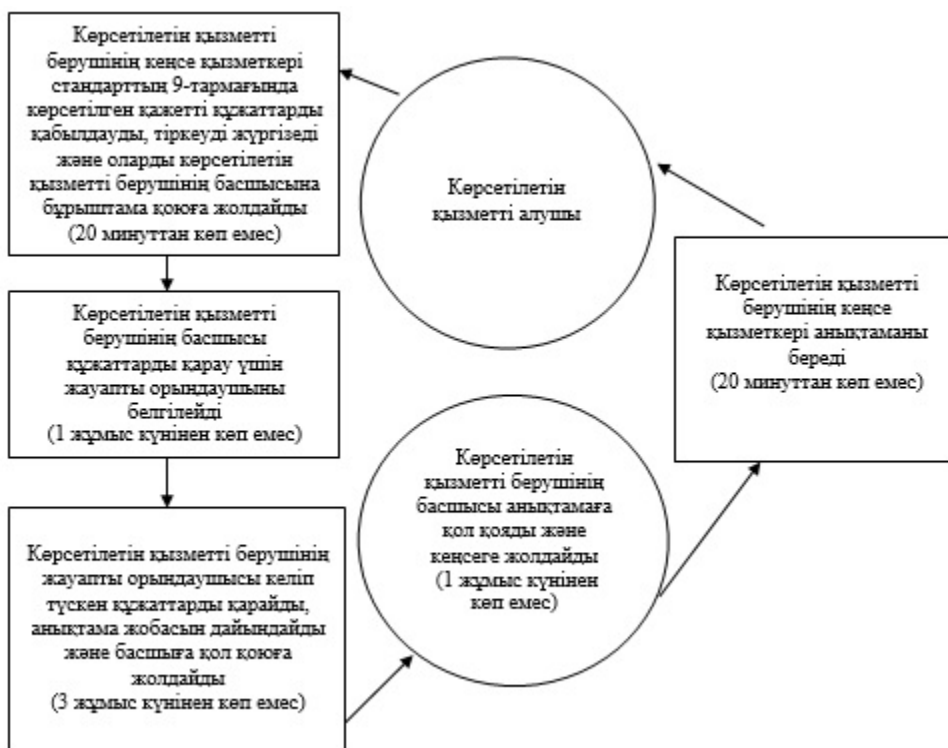 Көрсетілетін қызметті
берушінің кеңсе қызметкері
стандарттың 9-тармағында
көрсетілген қажетті құжаттарды
қабылдауды, тіркеуді жүргізеді
және оларды көрсетілетін
қызметті берушінің басшысына
бұрыштама қоюға жолдайды
(20 минуттан көп емес)
Көрсетілетін
қызметті алушы
Көрсетілетін қызметті
берушінің басшысы
құжаттарды қарау үшін
жауапты орындаушыны
белгілейді
(1 жұмыс күнінен көп емес)
Көрсетілетін қызметті
берушінің кеңсе
қызметкері анықтаманы
береді
(20 минуттан көп емес)
Көрсетілетін қызметті берушінің
жауапты орындаушысы келіп
түскен құжаттарды қарайды,
анықтама жобасын дайындайды
және басшыға қол қоюға
жолдайды
(3 жұмыс күнінен көп емес)
Көрсетілетін
қызметті берушінің
басшысы анықтамаға
қол қояды және
кеңсеге жолдайды
(1 жұмыс күнінен
көп емес)